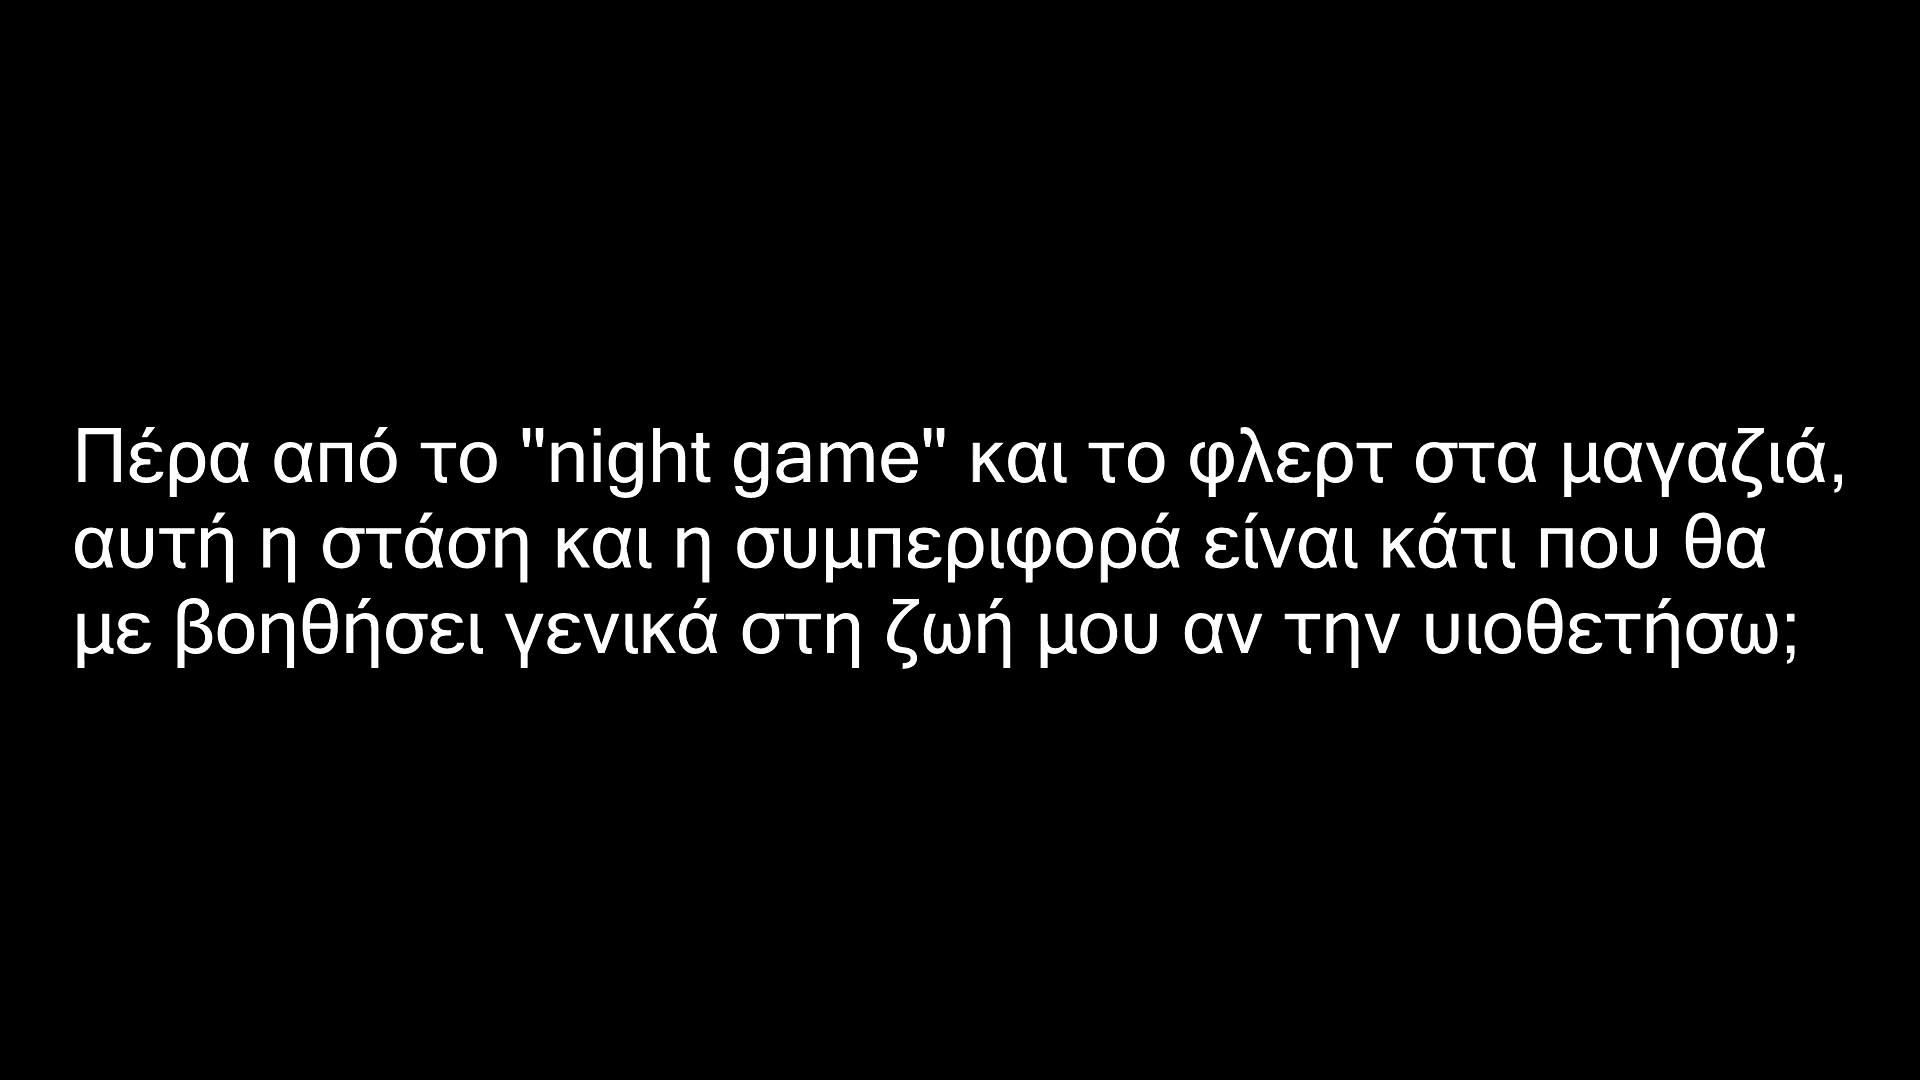 Πέρα από το "night game" και το φλερτ στα μαγαζιά,
αυτή η στάση και η συμπεριφορά είναι κάτι που θα
με βοηθήσει γενικά στη ζωή μου αν την υιοθετήσω;